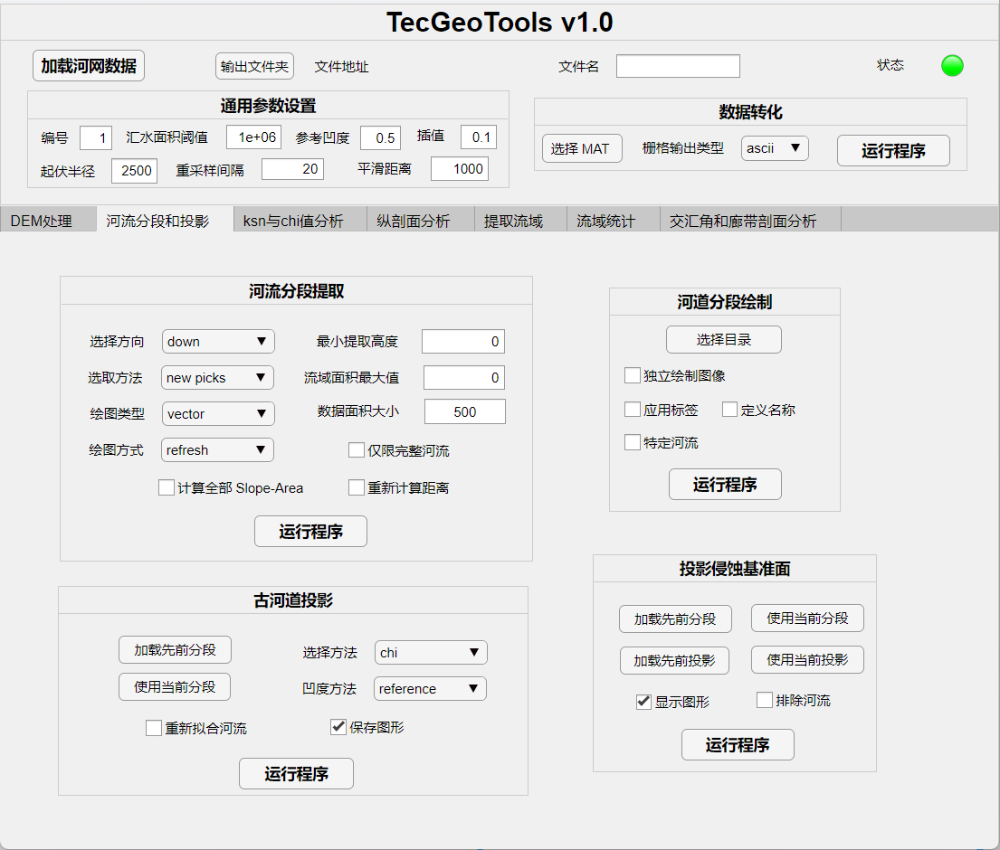 TecGeoTools v1.0
加载河网数据 输出文件夹 文件地址 文件名 状态
通用参数设置
编号 1 汇水面积阈值 1e+06 参考凹度 0.5 插值 0.1
起伏半径 2500 重采样间隔 20 平滑距离 1000
数据转化
选择 MAT 栅格输出类型 ascii 运行程序
DEM处理 河流分段和投影 ksn与chi值分析 纵剖面分析 提取流域 流域统计 交汇角和廊带剖面分析
河流分段提取
选择方向 down 最小提取高度 0
选取方法 new picks 流域面积最大值 0
绘图类型 vector 数据面积大小 500
绘图方式 refresh 仅限完整河流
计算全部 Slope-Area 重新计算距离
运行程序
河道分段绘制
选择目录
独立绘制图像
应用标签 定义名称
特定河流
运行程序
古河道投影
加载先前分段 选择方法 chi
使用当前分段 凹度方法 reference
重新拟合河流 保存图形
运行程序
投影侵蚀基准面
加载先前分段 使用当前分段
加载先前投影 使用当前投影
显示图形 排除河流
运行程序